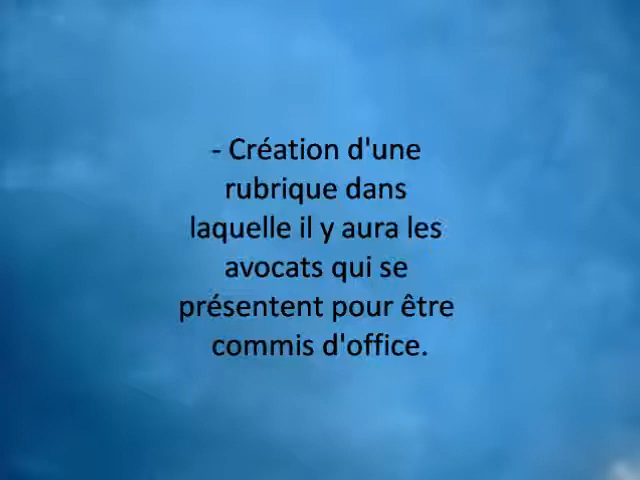 - Création d'une
rubrique dans
laquelle il y aura les
avocats qui se
présentent pour être
commis d'office.